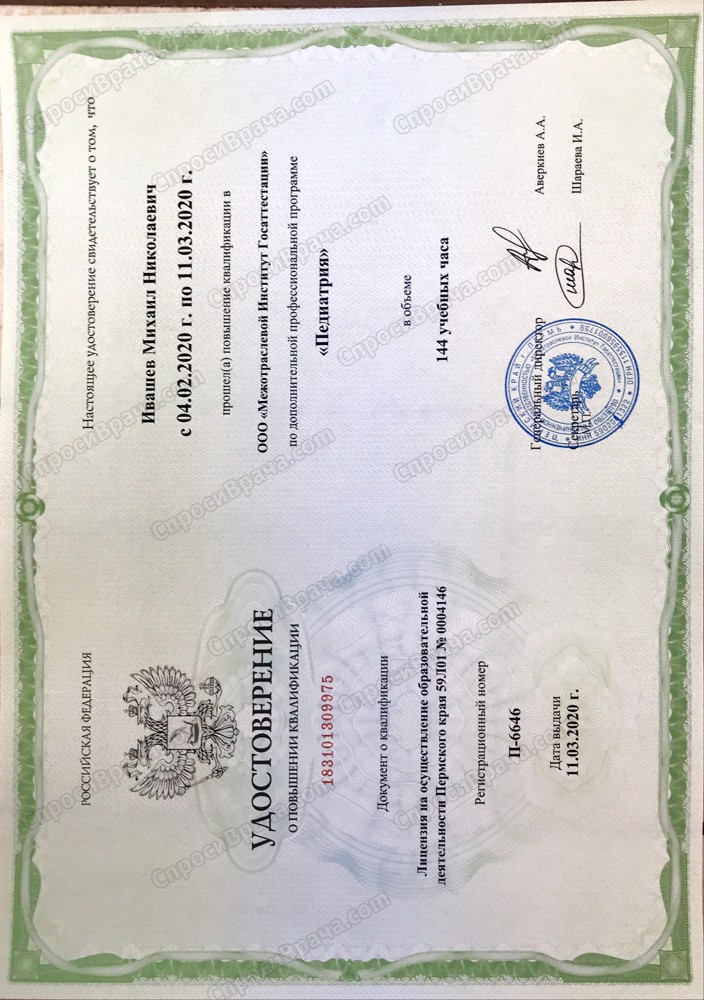 РОССИЙСКАЯ ФЕДЕРАЦИЯ
УДОСТОВЕРЕНИЕ
О ПОВЫШЕНИИ КВАЛИФИКАЦИИ
183101309975
Документ о квалификации
Лицензия на осуществление образовательной
деятельности Пермского края 59Л01 № 0004146
Регистрационный номер
П-6646
Дата выдачи
11.03.2020 г.
Настоящее удостоверение свидетельствует о том, что
Ивашев Михаил Николаевич
с 04.02.2020 г. по 11.03.2020 г.
прошел(а) повышение квалификации в
ООО «Межотраслевой Институт Госаттестации»
по дополнительной профессиональной программе
«Педиатрия»
в объеме
144 учебных часа
Генеральный директор Аверкиев А.А.
Секретарь Шараева И.А.
М.П.
СпросиВрача.com